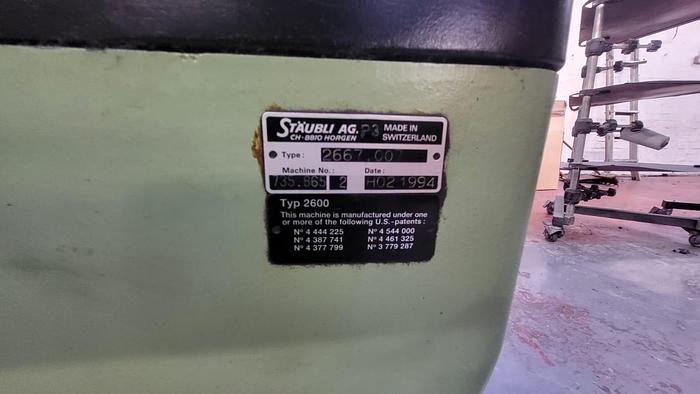 STÄUBLI AG. P3 MADE IN
CH-8810 HORGEN SWITZERLAND
Type: 2667.00
Machine No.: Date:
735.865 2 H02 1994
Typ 2600
This machine is manufactured under one
or more of the following U.S.-patents:
Nº 4 444 225 Nº 4 544 000
Nº 4 387 741 Nº 4 461 325
Nº 4 377 799 Nº 3 779 287